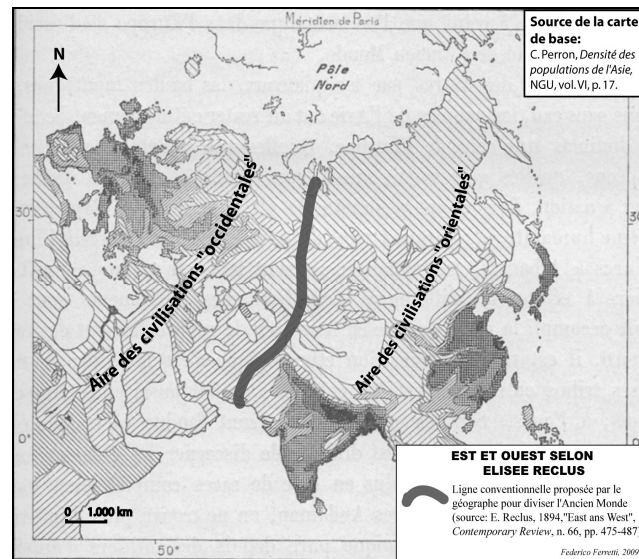 Méridien de Paris
Source de la carte
de base:
C. Perron, Densité des
populations de l'Asie,
NGU, vol. VI, p. 17.
N
Pôle
Nord
Aire des civilisations "occidentales"
Aire des civilisations "orientales"
30
30
0°
0
50°
0 1.000 km
EST ET OUEST SELON
ELISEE RECLUS
Ligne conventionnelle proposée par le
géographe pour diviser l'Ancien Monde
(source: E. Reclus, 1894,"East ans West",
Contemporary Review, n. 66, pp. 475-487)
Federico Ferretti, 2009